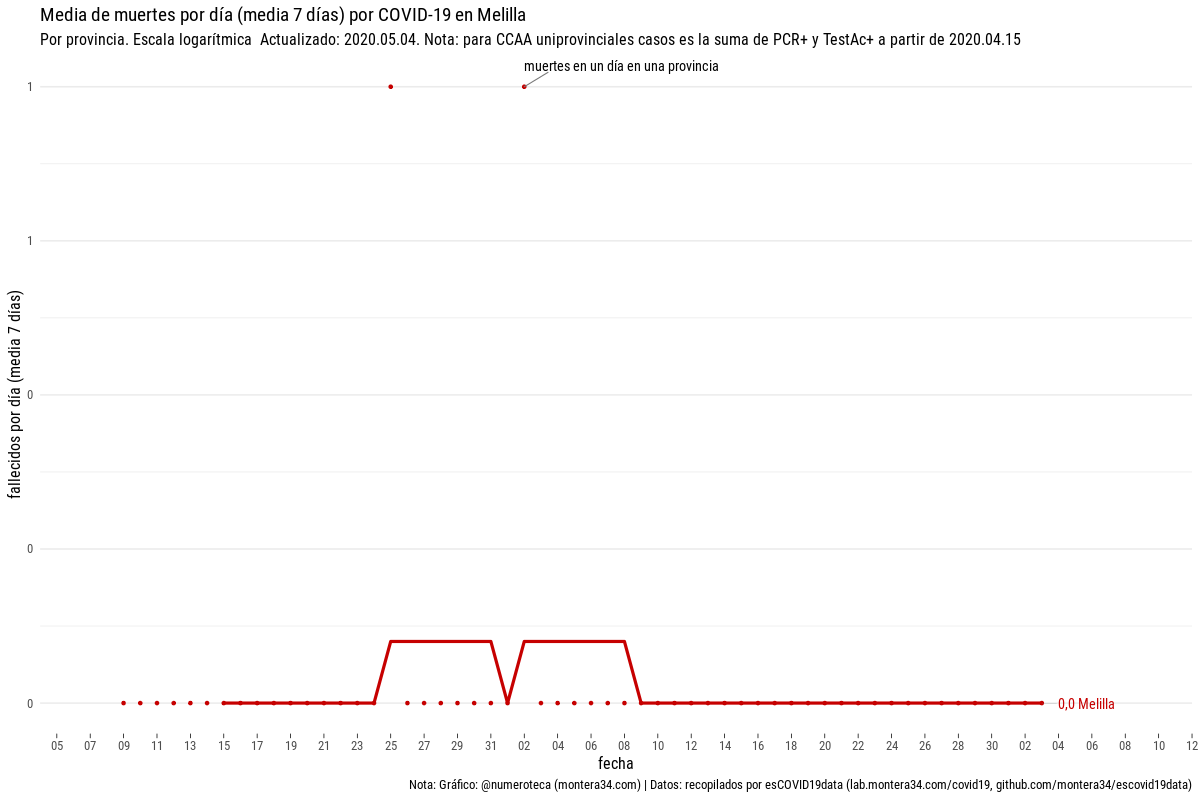 Media de muertes por día (media 7 días) por COVID-19 en Melilla
Por provincia. Escala logarítmica  Actualizado: 2020.05.04. Nota: para CCAA uniprovinciales casos es la suma de PCR+ y TestAc+ a partir de 2020.04.15
muertes en un día en una provincia
1
1
0
0
0
fallecidos por día (media 7 días)
0,0 Melilla
05 07 09 11 13 15 17 19 21 23 25 27 29 31 02 04 06 08 10 12 14 16 18 20 22 24 26 28 30 02 04 06 08 10 12
fecha
Nota: Gráfico: @numeroteca (montera34.com) | Datos: recopilados por esCOVID19data (lab.montera34.com/covid19, github.com/montera34/escovid19data)